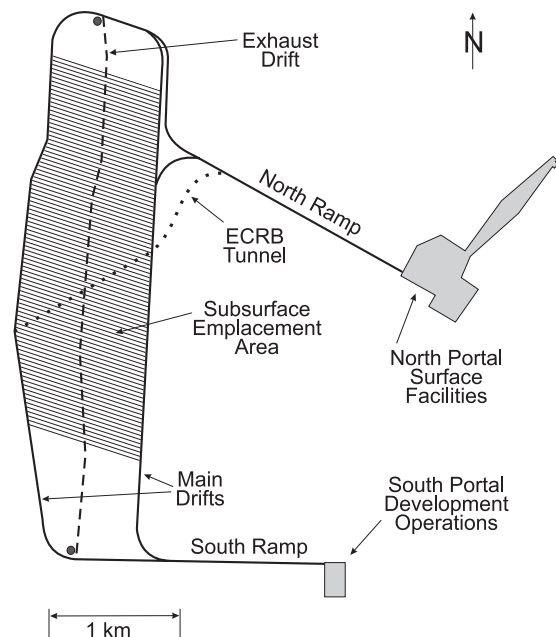 Exhaust
Drift
N
North Ramp
ECRB
Tunnel
Subsurface
Emplacement
Area
North Portal
Surface
Facilities
Main
Drifts
South Portal
Development
Operations
South Ramp
1 km